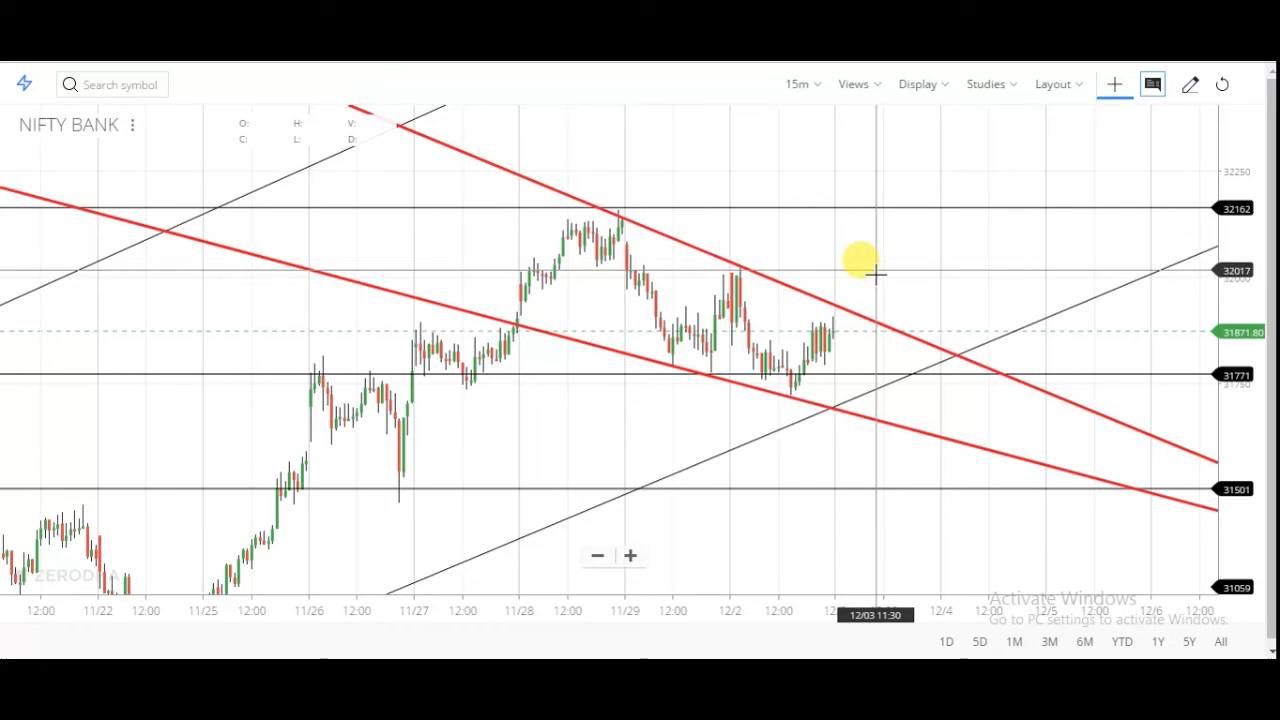 Search symbol 15m Views Display Studies Layout
NIFTY BANK O: H: V:
C: L: D:
32250
32162
32017
32000
31871.80
31771
31750
31501
31059
ZERODHA
12:00 11/22 12:00 11/25 12:00 11/26 12:00 11/27 12:00 11/28 12:00 11/29 12:00 12/2 12:00 12/4 12:00 12/5 12:00 12/6 12:00
12/03 11:30
Activate Windows
Go to PC settings to activate Windows.
1D 5D 1M 3M 6M YTD 1Y 5Y All